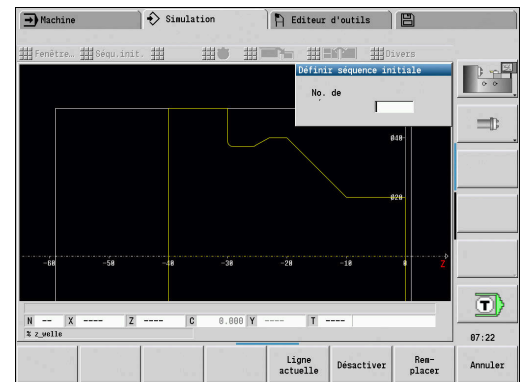 Machine
Simulation
Editeur d'outils
Fenêtre… Séqu.init. Divers
Définir séquence initiale
No. de
ø40
ø20
-60 -50 -40 -30 -20 -10 0 Z
N -- X ---- Z ---- C 0.000 Y ---- T ----
% z_welle
T
07:22
Ligne actuelle
Désactiver
Rem-
placer
Annuler